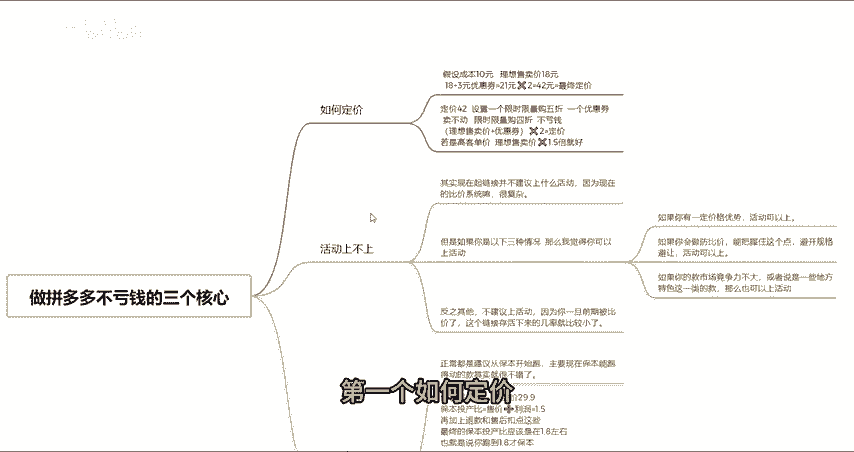 做拼多多不亏钱的三个核心
如何定价
假设成本10元 理想售卖价18元
18+3元优惠券=21元✖2=42元=最终定价
定价42 设置一个限时限量购五折 一个优惠券
卖不动 限时限量购四折 不亏钱
（理想售卖价+优惠券）✖2=定价
若是高客单价 理想售卖价✖1.5倍就好
活动上不上
其实现在起链接并不建议上什么活动，因为现在
的比价系统嘛，很复杂。
但是如果你是以下三种情况 那么我觉得你可以
上活动
如果你有一定价格优势，活动可以上。
如果你会做防比价，能把握住这个点，避开规格
避让，活动可以上。
如果你的款市场竞争力不大，或者说是一些地方
特色这一类的款，那么也可以上活动
反之其他，不建议上活动，因为你一旦前期被比
价了，这个链接存活下来的几率就比较小了。
正常都是建议从保本开始跑，主要现在保本能跑
得动的款其实就很不错了。
价29.9
保本投产比=售价➗利润=1.5
再加上退款和售后扣点这些
最终的保本投产比应该是在1.8左右
也就是说你跑到1.8才保本
第一个如何定价